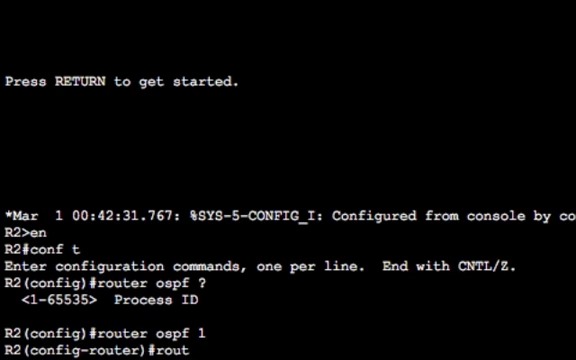 Press RETURN to get started.
*Mar  1 00:42:31.767: %SYS-5-CONFIG_I: Configured from console by co
R2>en
R2#conf t
Enter configuration commands, one per line.  End with CNTL/Z.
R2(config)#router ospf ?
  <1-65535>  Process ID
R2(config)#router ospf 1
R2(config-router)#rout